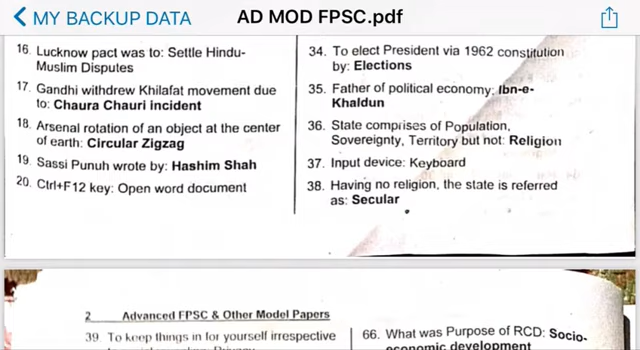 MY BACKUP DATA
AD MOD FPSC.pdf
16. Lucknow pact was to: Settle Hindu-
Muslim Disputes
17. Gandhi withdrew Khilafat movement due
to: Chaura Chauri incident
18. Arsenal rotation of an object at the center
of earth: Circular Zigzag
19. Sassi Punuh wrote by: Hashim Shah
20. Ctrl+F12 key: Open word document
34. To elect President via 1962 constitution
by: Elections
35. Father of political economy: Ibn-e-
Khaldun
36. State comprises of Population,
Sovereignty, Territory but not: Religion
37. Input device: Keyboard
38. Having no religion, the state is referred
as: Secular
2 Advanced FPSC & Other Model Papers
39. To keep things in for yourself irrespective
66. What was Purpose of RCD: Socio-
economic development